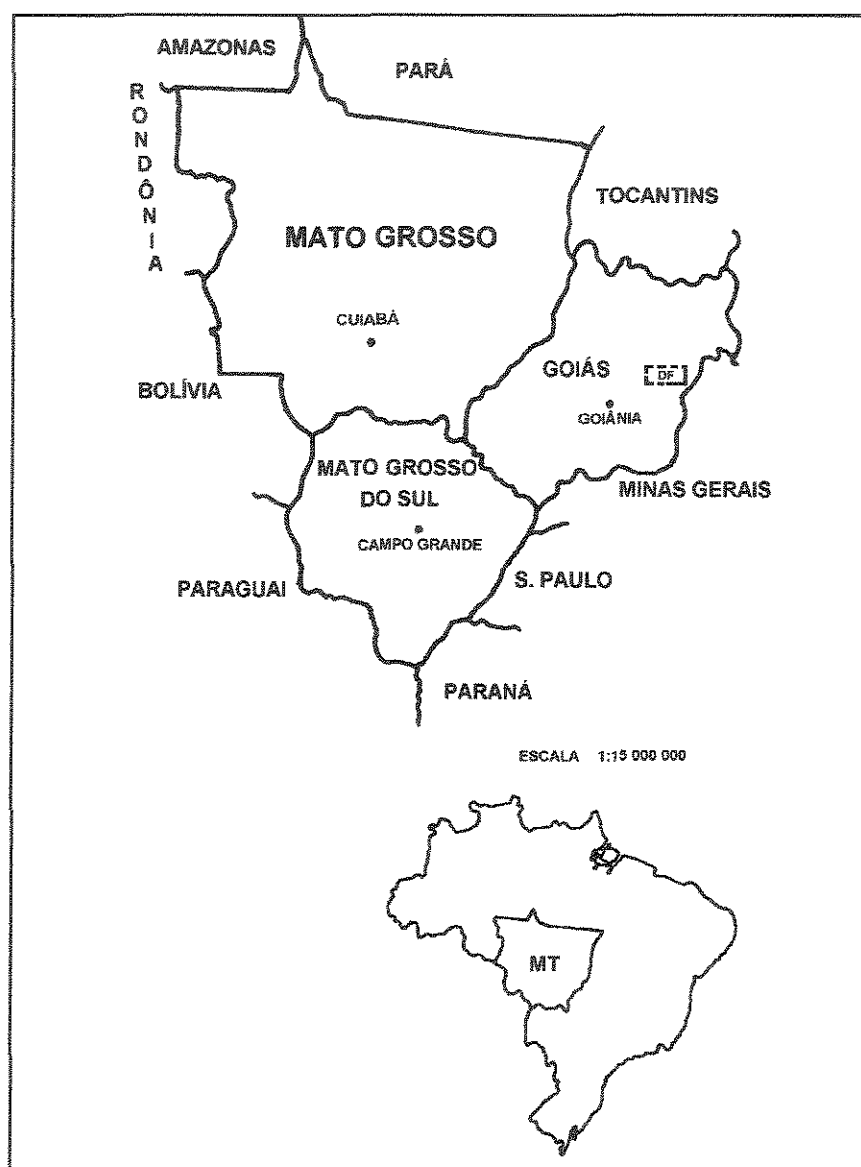 AMAZONAS
PARÁ
RONDÔNIA
TOCANTINS
MATO GROSSO
CUIABÁ
GOIÁS
DF
BOLÍVIA
GOIÂNIA
MATO GROSSO
DO SUL
MINAS GERAIS
CAMPO GRANDE
PARAGUAI
S. PAULO
PARANÁ
ESCALA 1:15 000 000
MT